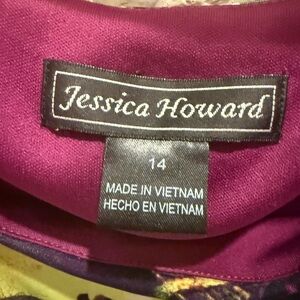 Jessica Howard
14
MADE IN VIETNAM
HECHO EN VIETNAM